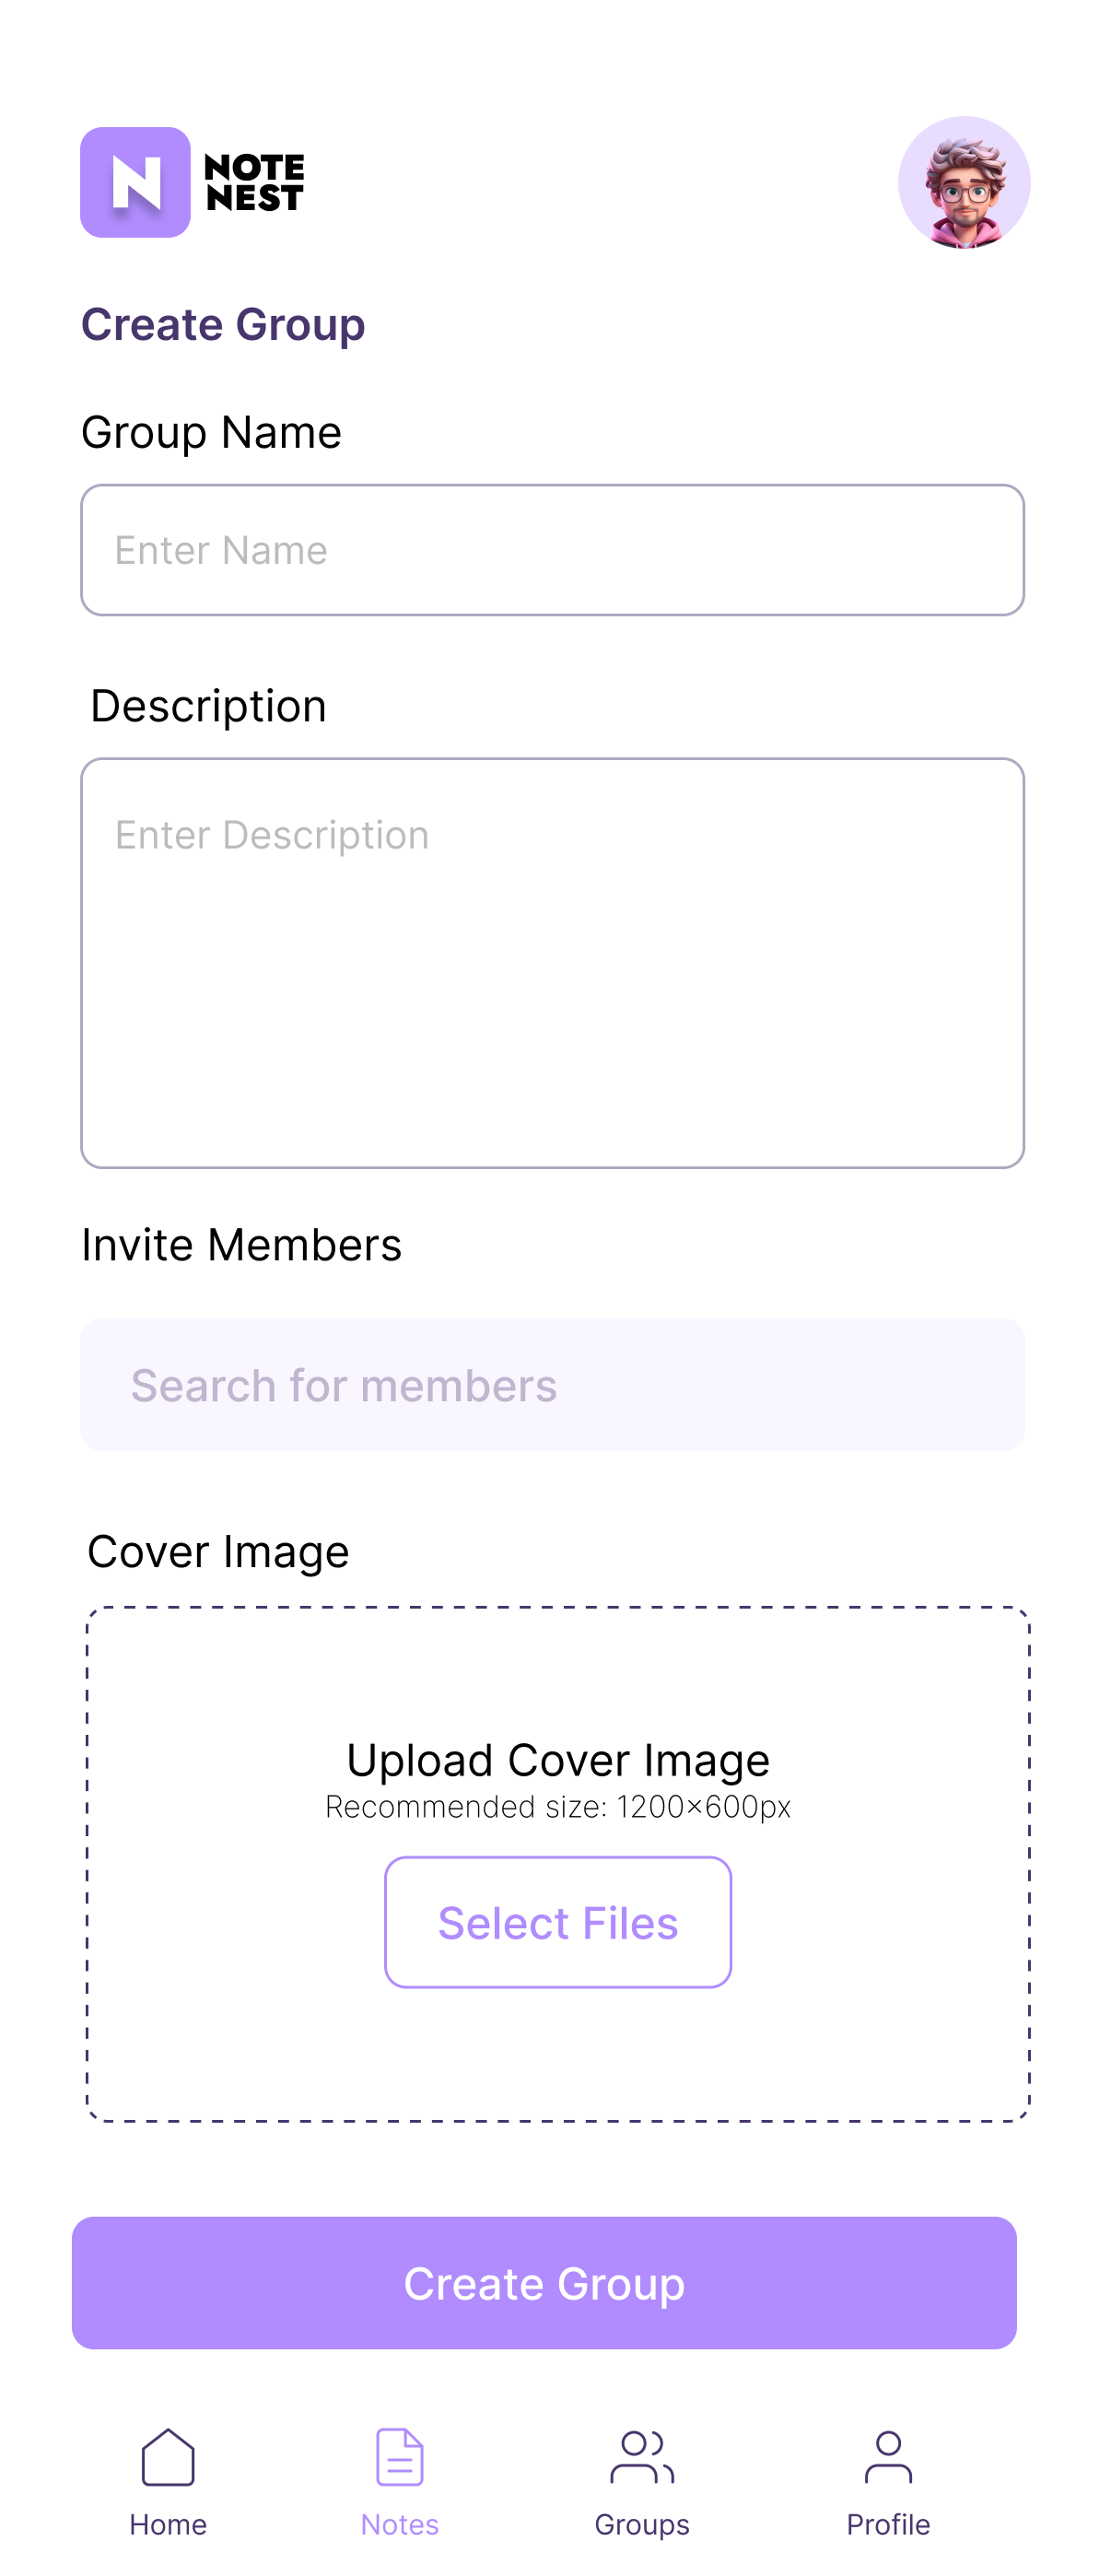 N
NOTE
NEST
Create Group
Group Name
Enter Name
Description
Enter Description
Invite Members
Search for members
Cover Image
Upload Cover Image
Recommended size: 1200×600px
Select Files
Create Group
Home Notes Groups Profile